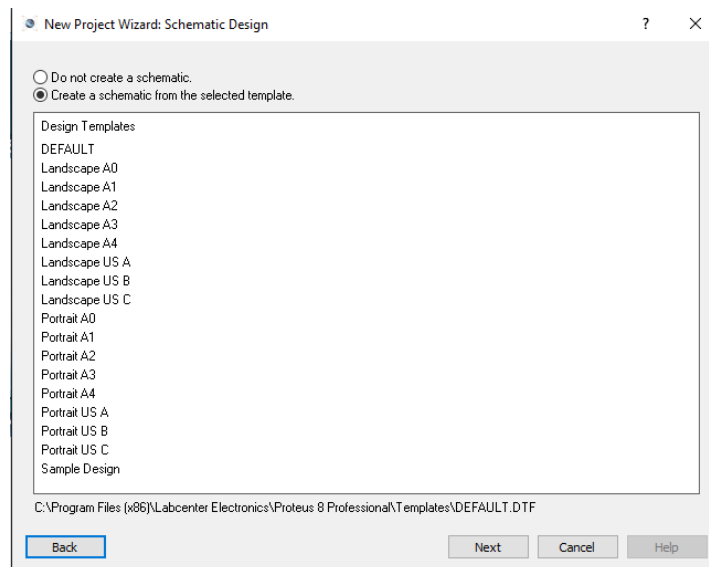 New Project Wizard: Schematic Design ? ×
Do not create a schematic.
Create a schematic from the selected template.
Design Templates
DEFAULT
Landscape A0
Landscape A1
Landscape A2
Landscape A3
Landscape A4
Landscape US A
Landscape US B
Landscape US C
Portrait A0
Portrait A1
Portrait A2
Portrait A3
Portrait A4
Portrait US A
Portrait US B
Portrait US C
Sample Design
C:\Program Files (x86)\Labcenter Electronics\Proteus 8 Professional\Templates\DEFAULT.DTF
Back Next Cancel Help